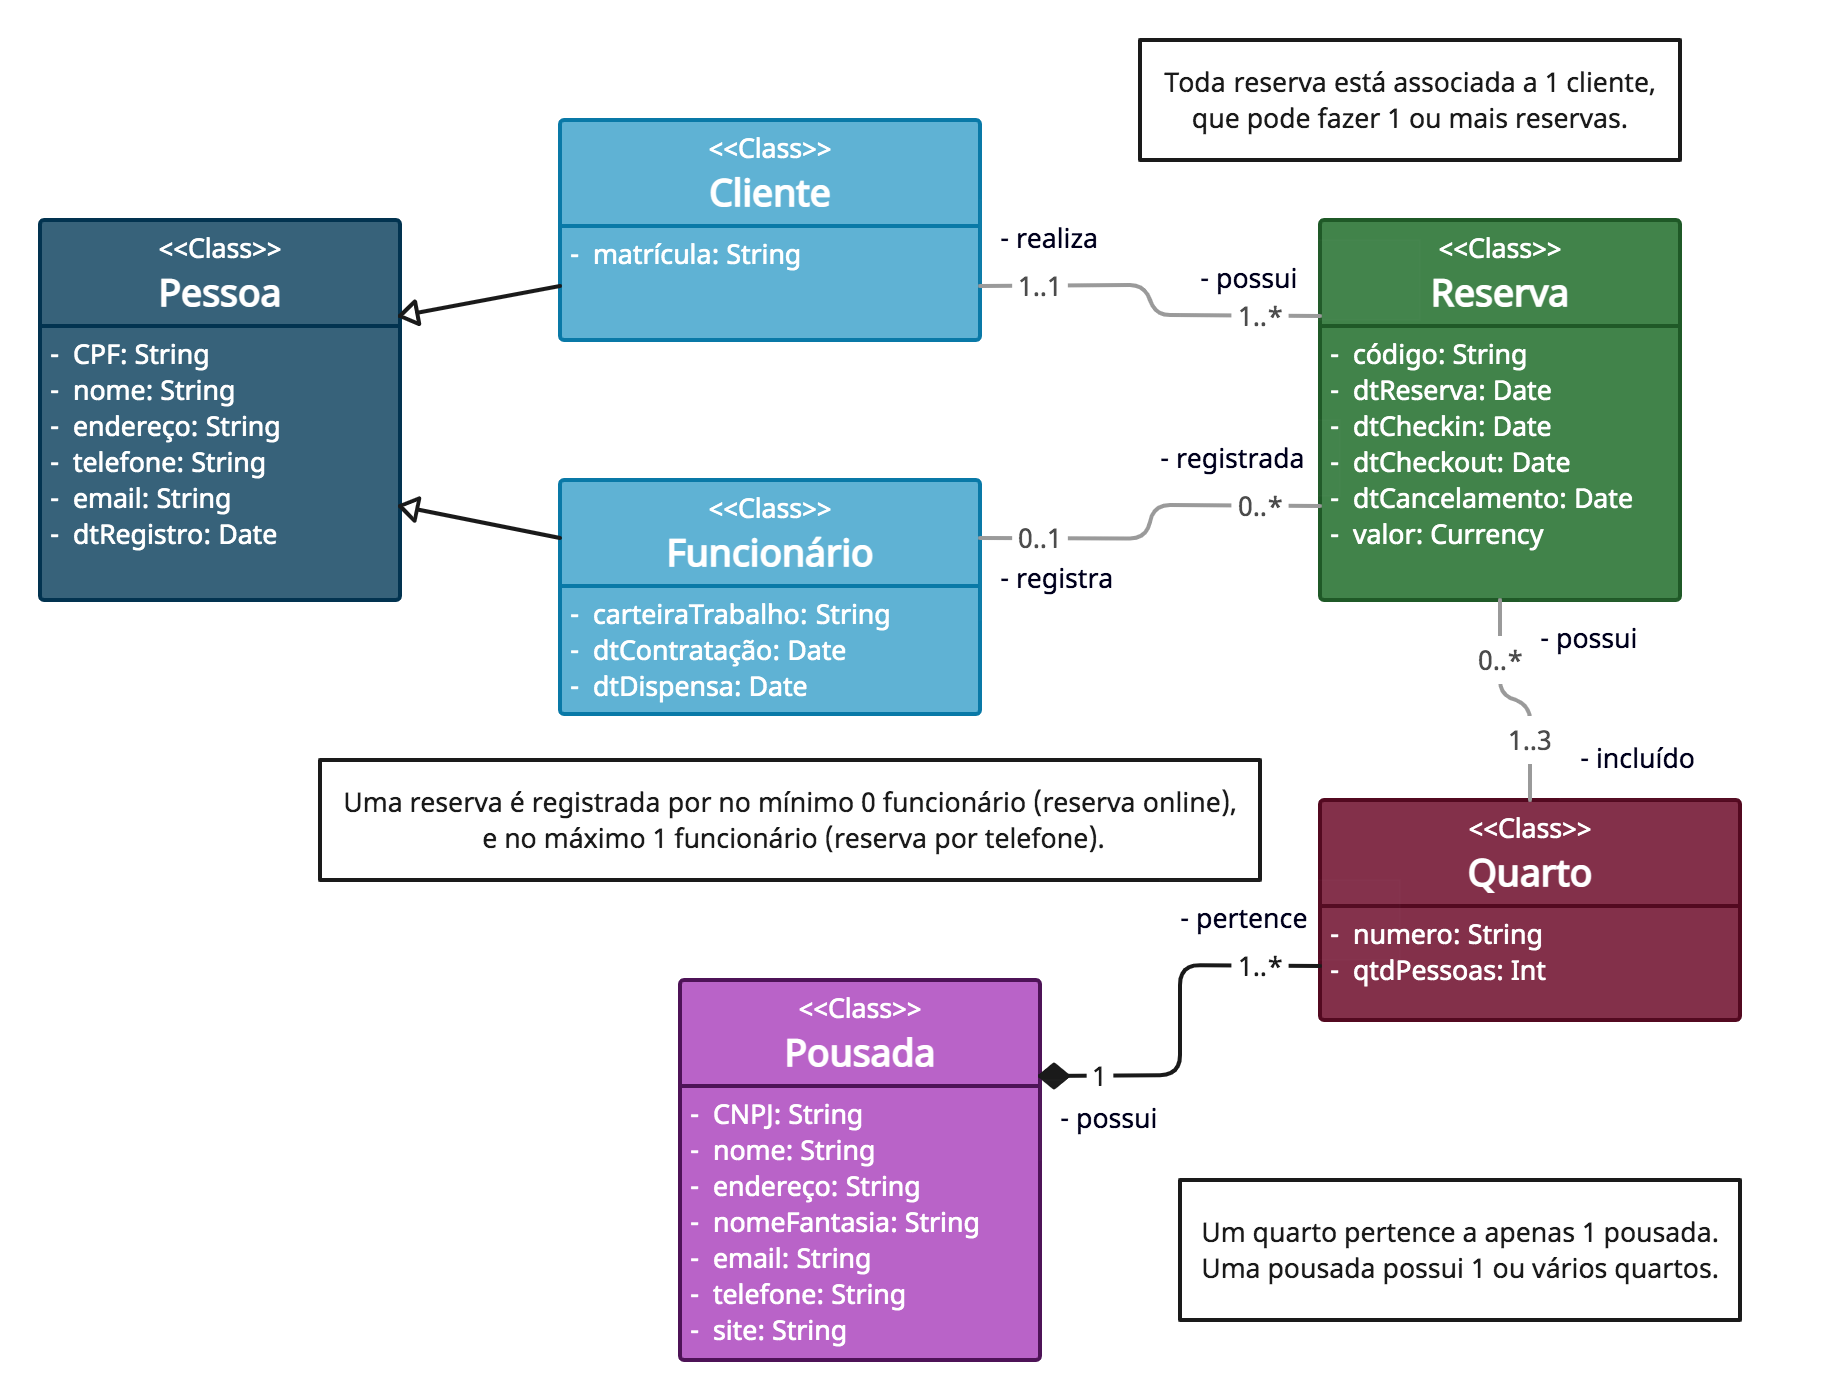 Toda reserva está associada a 1 cliente,
que pode fazer 1 ou mais reservas.
<<Class>>
Cliente
- matrícula: String
<<Class>>
Pessoa
- CPF: String
- nome: String
- endereço: String
- telefone: String
- email: String
- dtRegistro: Date
- realiza
1..1
- possui
1..*
<<Class>>
Reserva
- código: String
- dtReserva: Date
- dtCheckin: Date
- dtCheckout: Date
- dtCancelamento: Date
- valor: Currency
- registrada
0..*
0..1
- registra
<<Class>>
Funcionário
- carteiraTrabalho: String
- dtContratação: Date
- dtDispensa: Date
- possui
0..*
1..3
- incluído
Uma reserva é registrada por no mínimo 0 funcionário (reserva online),
e no máximo 1 funcionário (reserva por telefone).
<<Class>>
Quarto
- numero: String
- qtdPessoas: Int
- pertence
1..*
1
- possui
<<Class>>
Pousada
- CNPJ: String
- nome: String
- endereço: String
- nomeFantasia: String
- email: String
- telefone: String
- site: String
Um quarto pertence a apenas 1 pousada.
Uma pousada possui 1 ou vários quartos.